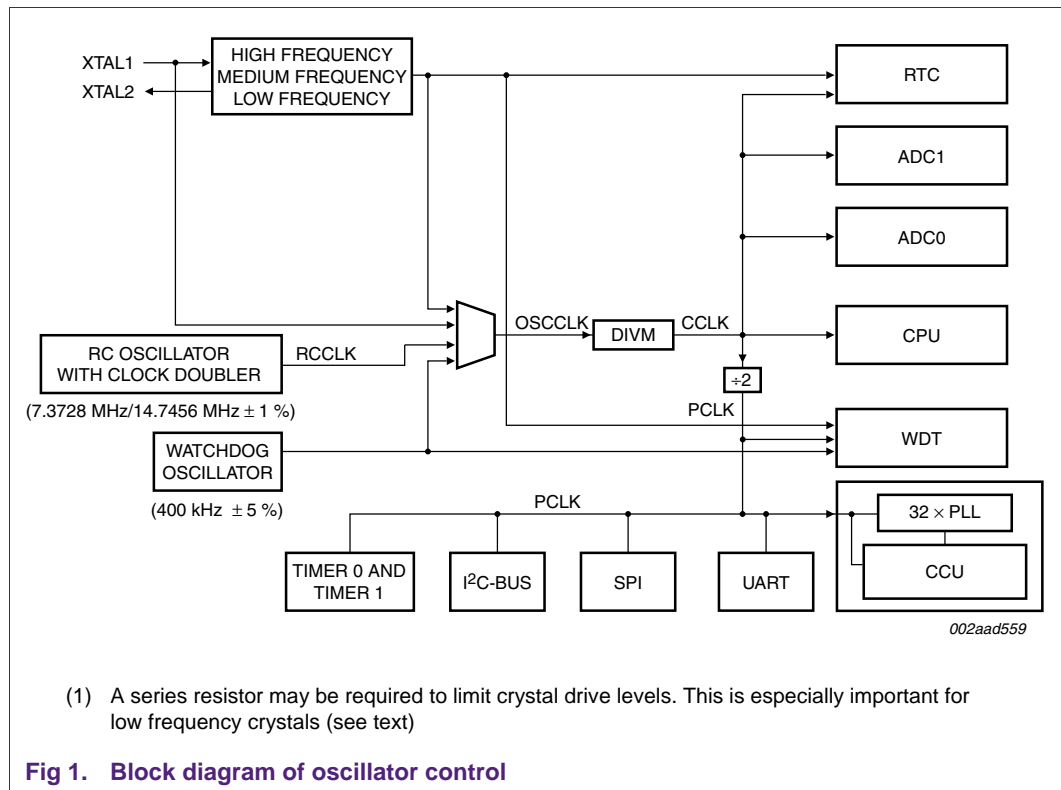 XTAL1
XTAL2
HIGH FREQUENCY
MEDIUM FREQUENCY
LOW FREQUENCY
RTC
ADC1
ADC0
OSCCLK
DIVM
CCLK
CPU
RC OSCILLATOR
WITH CLOCK DOUBLER
RCCLK
(7.3728 MHz/14.7456 MHz ± 1 %)
÷2
PCLK
WDT
WATCHDOG
OSCILLATOR
(400 kHz ± 5 %)
PCLK
32 × PLL
CCU
TIMER 0 AND
TIMER 1
I²C-BUS
SPI
UART
002aad559
(1) A series resistor may be required to limit crystal drive levels. This is especially important for
low frequency crystals (see text)
Fig 1. Block diagram of oscillator control